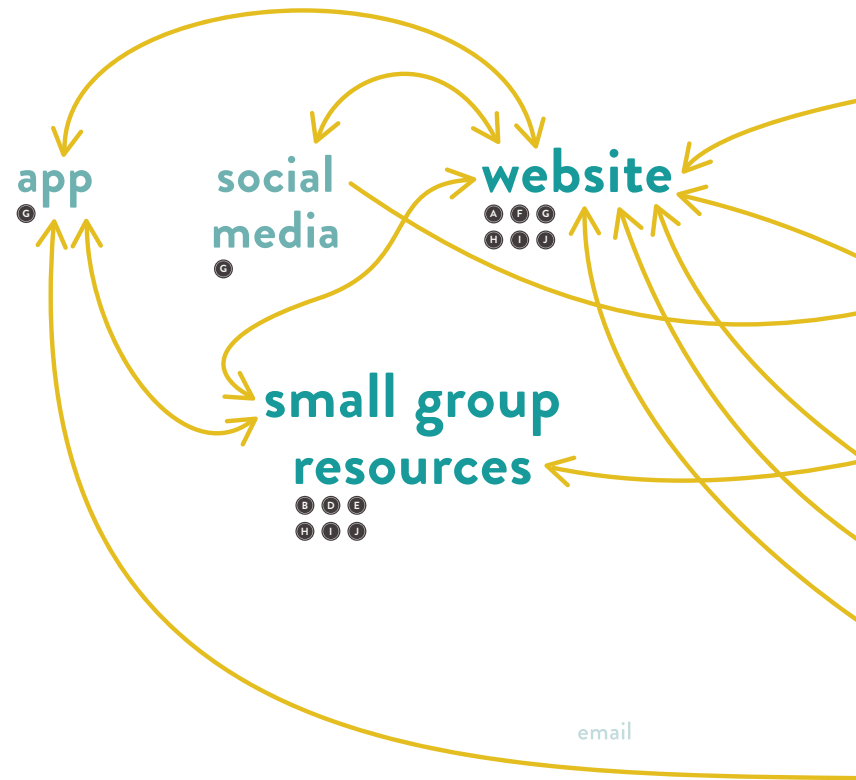 app
G
social
media
G
website
A F G
H I J
small group
resources
B D E
H I J
email